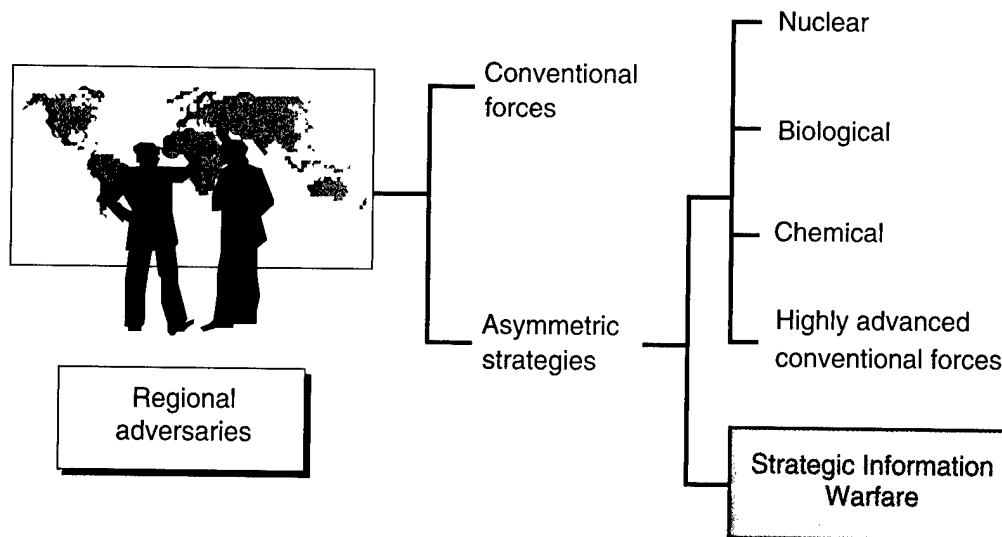 Regional
adversaries
Conventional
forces
Asymmetric
strategies
Nuclear
Biological
Chemical
Highly advanced
conventional forces
Strategic Information
Warfare